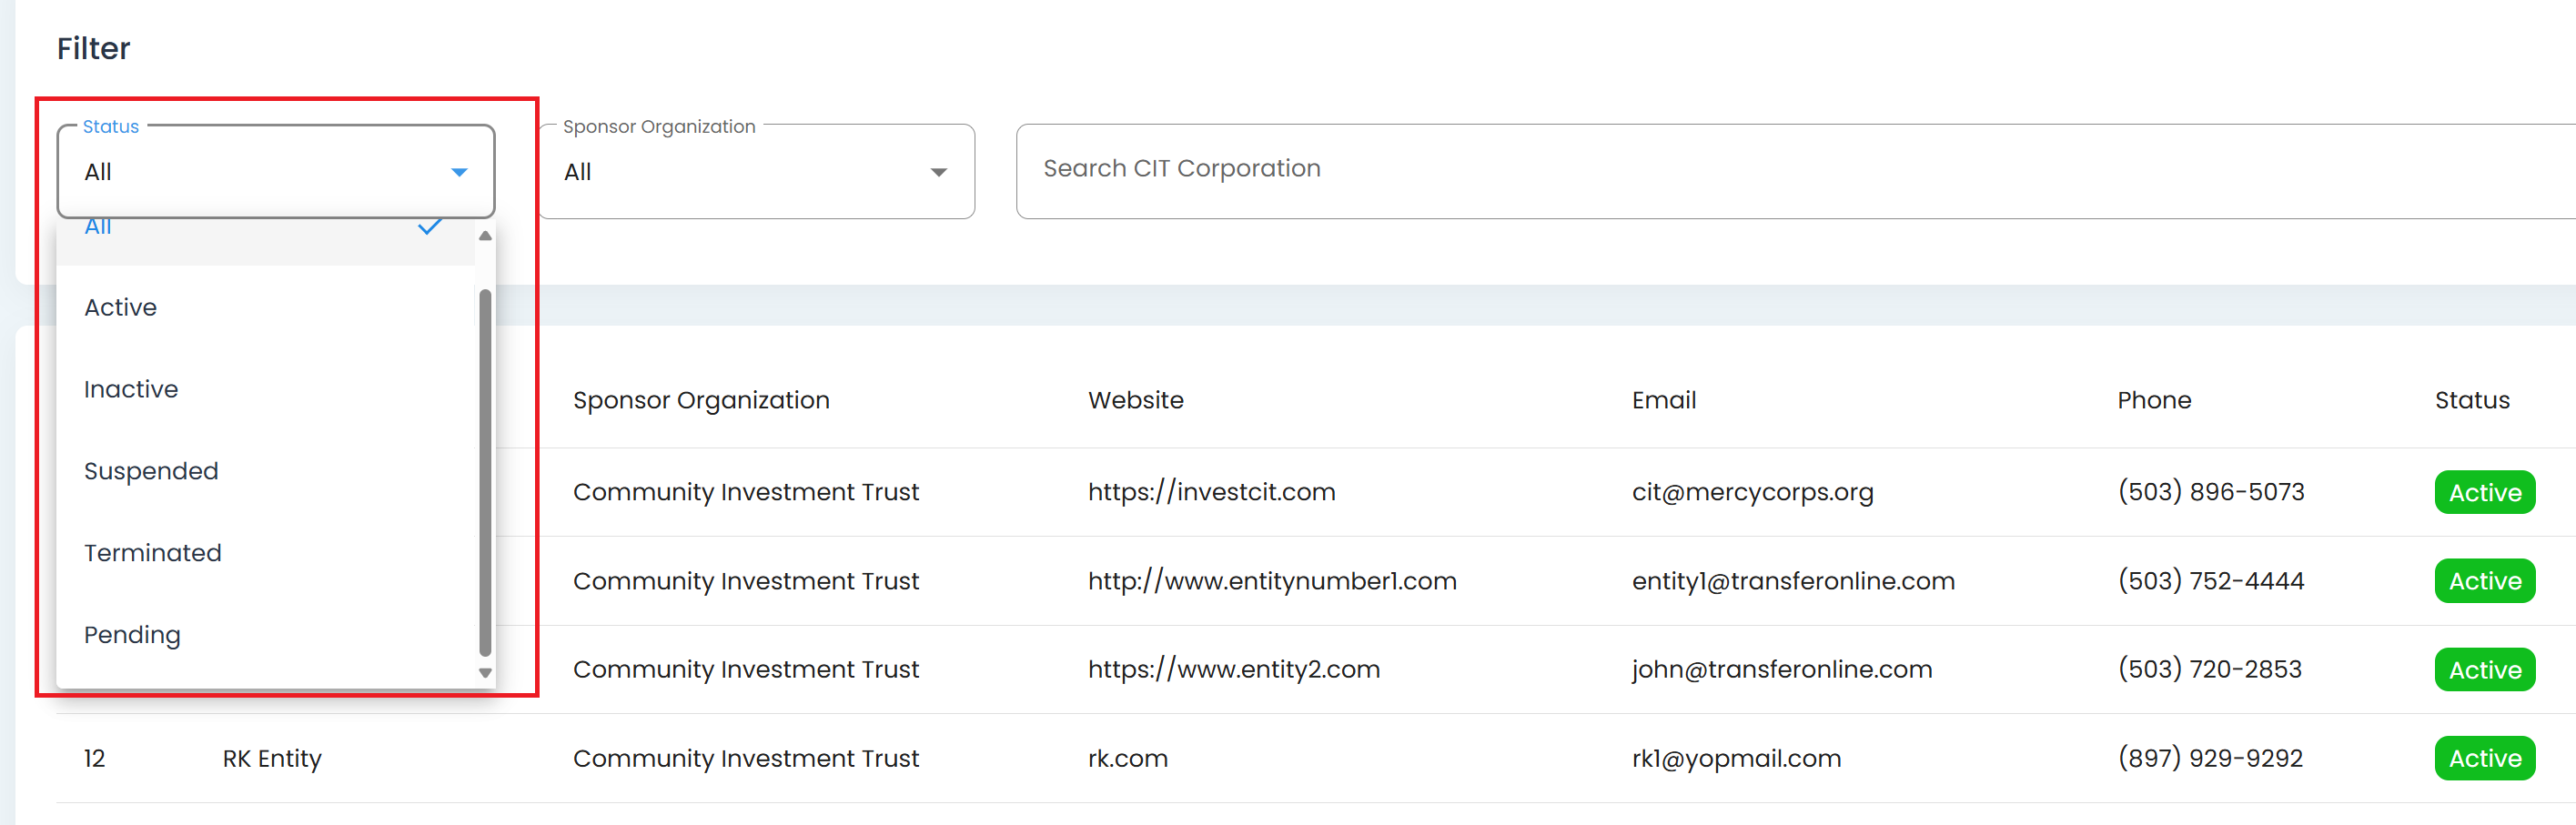 Filter
Status
All
Sponsor Organization
All
Search CIT Corporation
All
Active
Inactive
Suspended
Terminated
Pending
Sponsor Organization Website Email Phone Status
Community Investment Trust https://investcit.com cit@mercycorps.org (503) 896-5073 Active
Community Investment Trust http://www.entitynumber1.com entity1@transferonline.com (503) 752-4444 Active
Community Investment Trust https://www.entity2.com john@transferonline.com (503) 720-2853 Active
12 RK Entity Community Investment Trust rk.com rk1@yopmail.com (897) 929-9292 Active